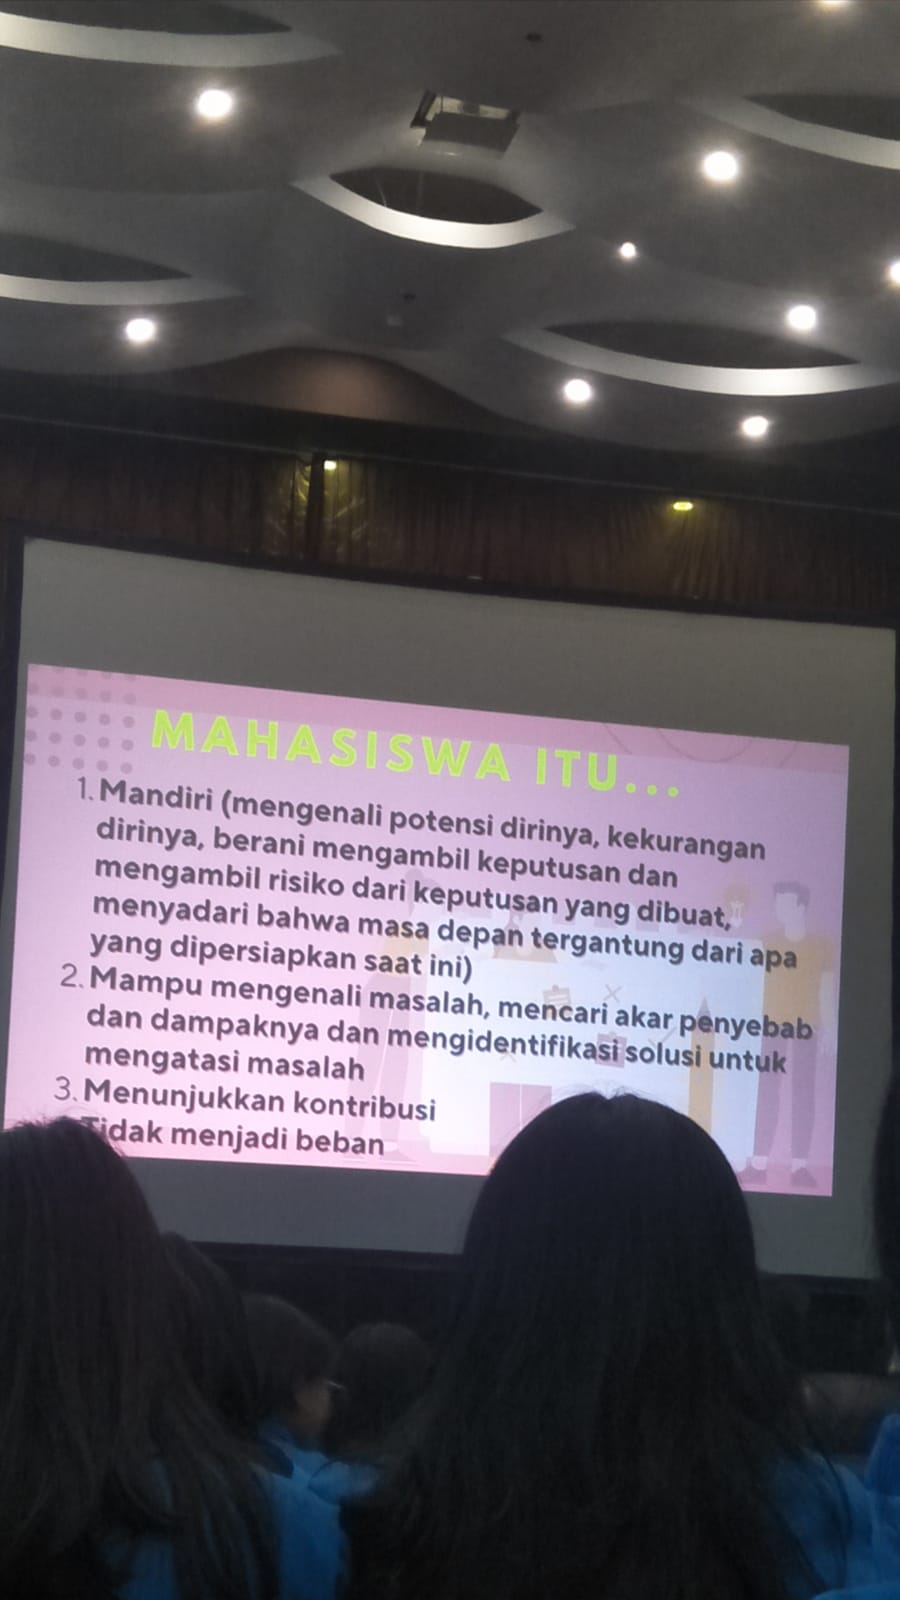 MAHASISWA ITU...
1. Mandiri (mengenali potensi dirinya, kekurangan
dirinya, berani mengambil keputusan dan
mengambil risiko dari keputusan yang dibuat,
menyadari bahwa masa depan tergantung dari apa
yang dipersiapkan saat ini)
2. Mampu mengenali masalah, mencari akar penyebab
dan dampaknya dan mengidentifikasi solusi untuk
mengatasi masalah
3. Menunjukkan kontribusi
Tidak menjadi beban